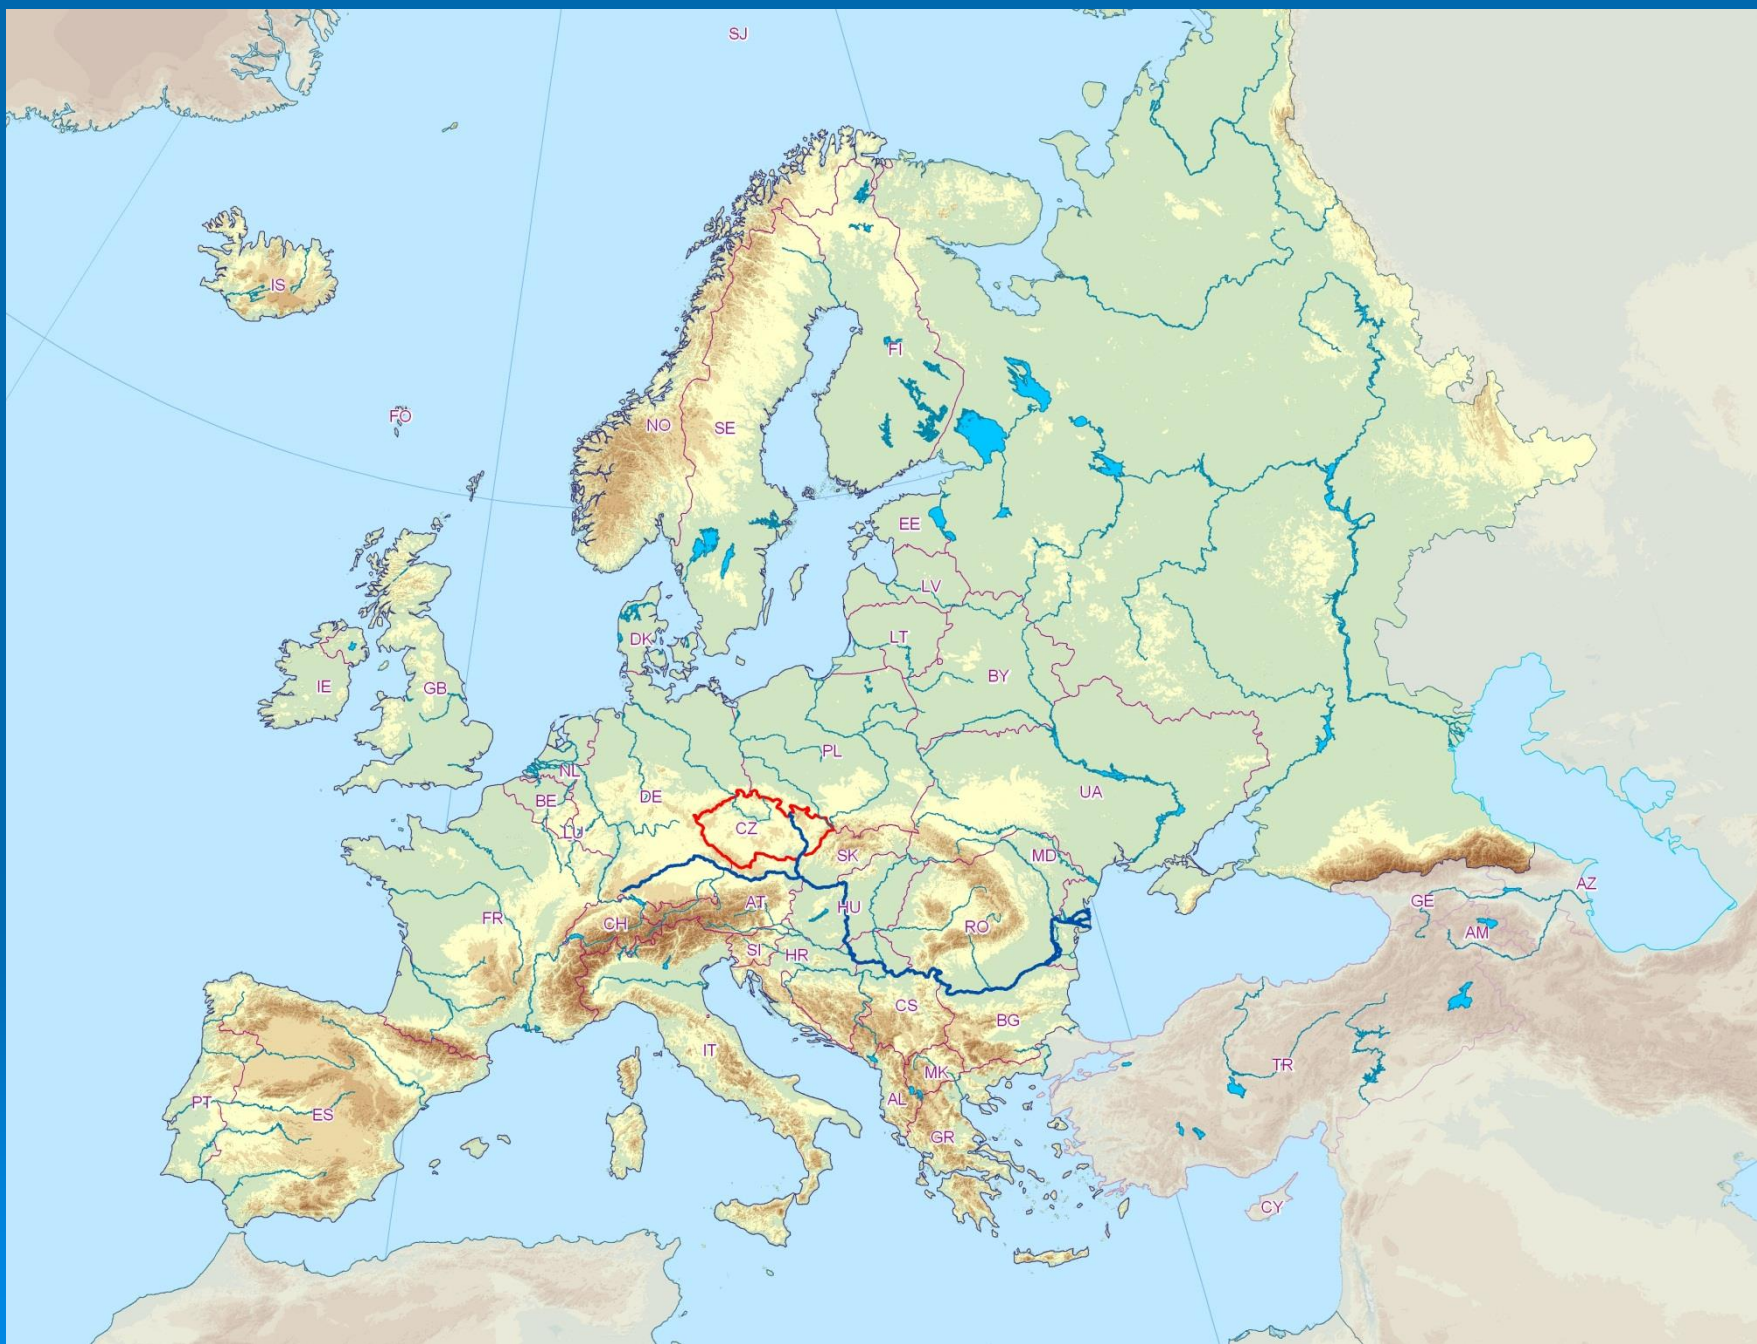 SJ
IS
FO
FI
NO
SE
EE
LV
DK
LT
IE
GB
BY
PL
NL
BE
DE
UA
LU
CZ
SK
MD
AT
HU
FR
CH
RO
SI
HR
GE
AZ
AM
CS
BG
IT
MK
TR
PT
ES
AL
GR
CY